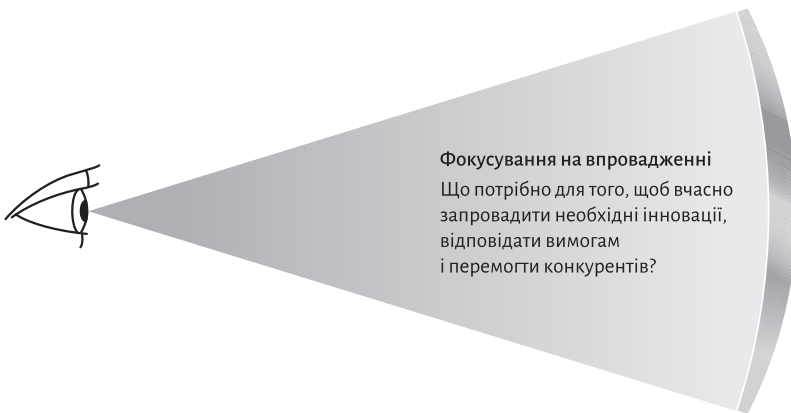 Фокусування на впровадженні
Що потрібно для того, щоб вчасно
запровадити необхідні інновації,
відповідати вимогам
і перемогти конкурентів?